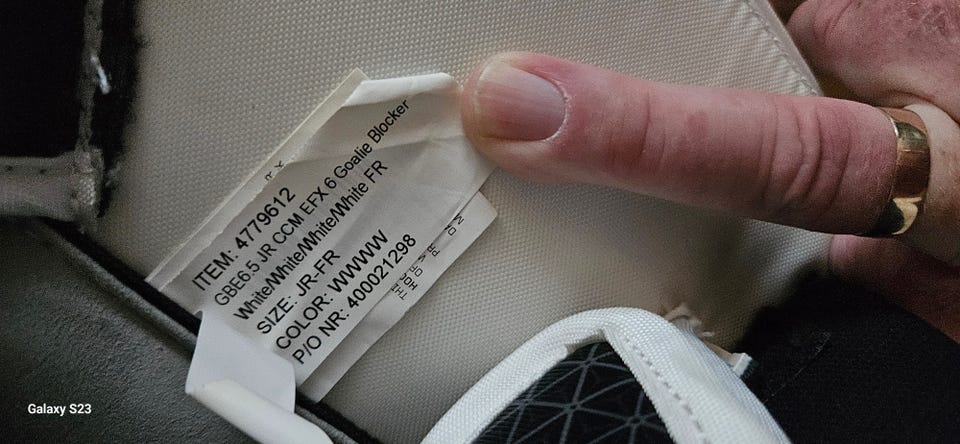 ITEM: 4779612
GBE6.5 JR CCM EFX 6 Goalie Blocker
White/White/White/White FR
SIZE: JR-FR
COLOR: WWWW
P/O NR: 400021298
Galaxy S23